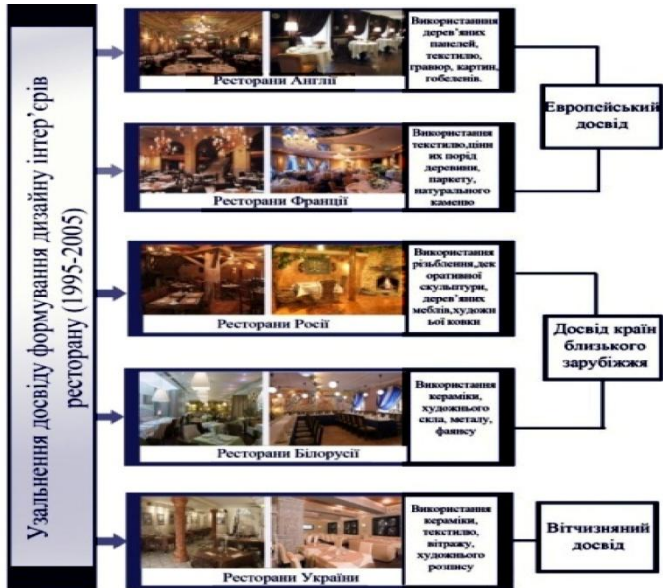 Узальнення досвіду формування дизайну інтер’єрів
ресторану (1995-2005)
Ресторани Англії
Використаниня
дерев’яних
панелей,
текстилю,
гравюр, картин,
гобеленів.
Европейський
досвід
Ресторани Франції
Використання
текстилю,цінн
их порід
деревини,
паркету,
натурального
каменю
Ресторани Росії
Використання
різьблення,дек
оративної
скульптури,
дерев’яних
меблів,художн
ьої ковки
Досвід країн
близького
зарубіжжя
Ресторани Білорусії
Використання
кераміки,
художнього
скла, металу,
фаянсу
Ресторани України
Використання
кераміки,
текстилю,
вітражу,
художнього
розпису
Вітчизняний
досвід